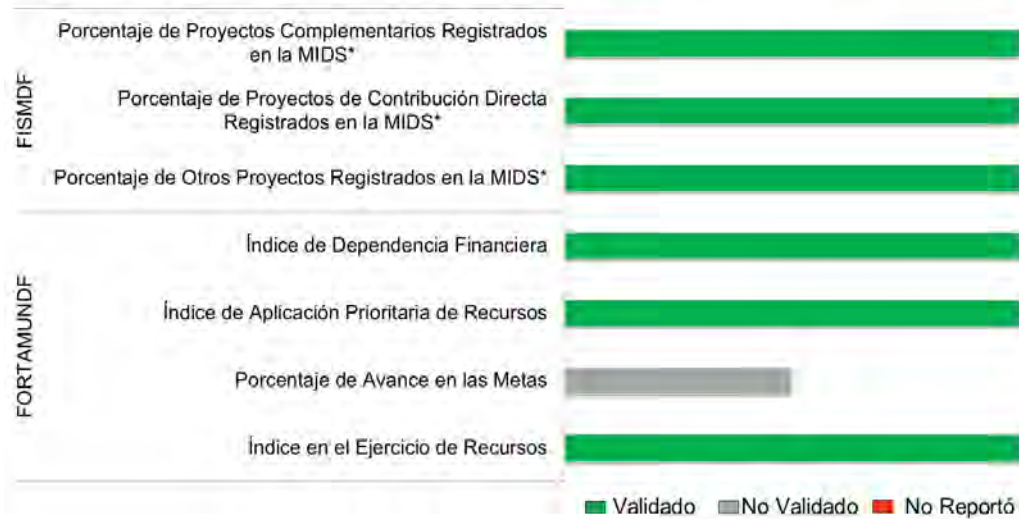 FISMDF
Porcentaje de Proyectos Complementarios Registrados
en la MIDS*
Porcentaje de Proyectos de Contribución Directa
Registrados en la MIDS*
Porcentaje de Otros Proyectos Registrados en la MIDS*
FORTAMUNDF
Índice de Dependencia Financiera
Índice de Aplicación Prioritaria de Recursos
Porcentaje de Avance en las Metas
Índice en el Ejercicio de Recursos
Validado No Validado No Reportó